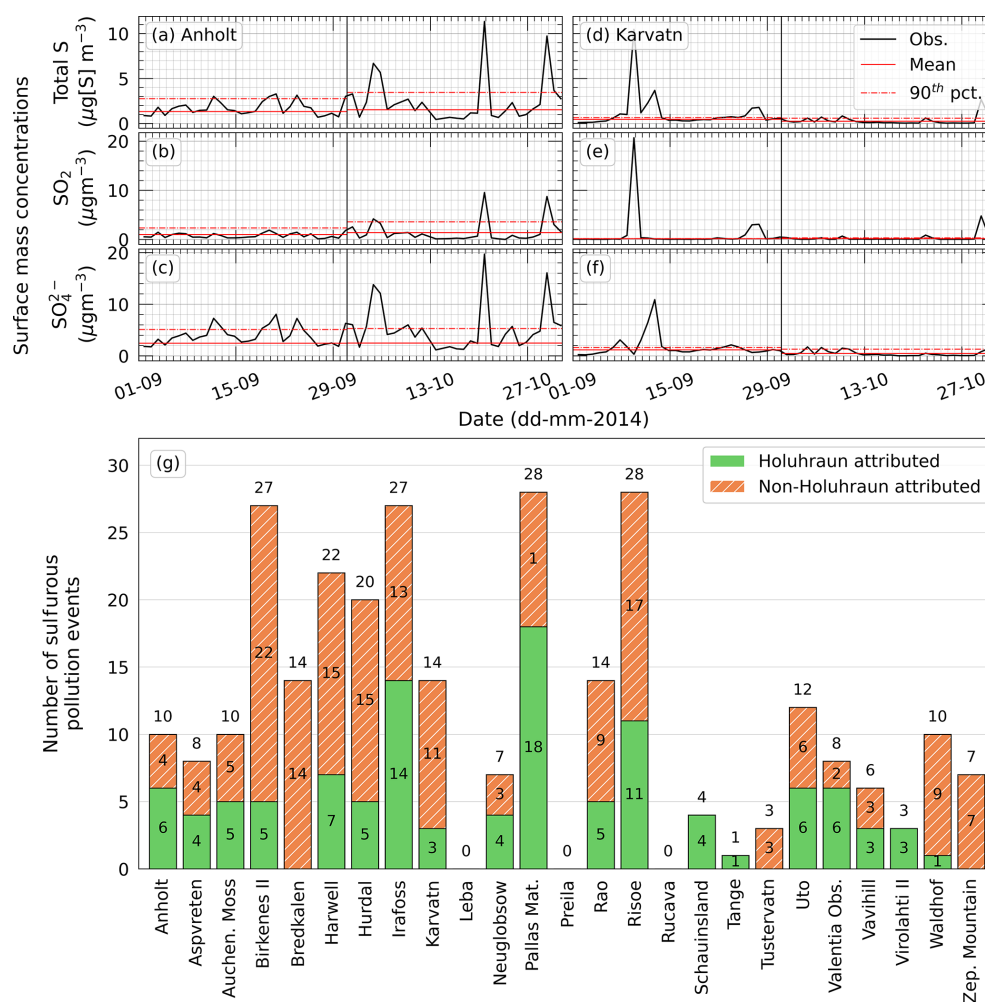 (a) Anholt
(d) Karvatn
Obs.
Mean
90th pct.
Total S
(μg[S] m−3)
10
5
0
(b)
(e)
SO2
(μgm−3)
20
10
0
(c)
(f)
SO42−
(μgm−3)
20
10
0
Surface mass concentrations
01-09
15-09
29-09
13-10
27-10
01-09
15-09
29-09
13-10
27-10
Date (dd-mm-2014)
(g)
Holuhraun attributed
Non-Holuhraun attributed
Number of sulfurous
pollution events
30
25
20
15
10
5
0
10
8
10
27
14
22
20
27
14
0
7
28
0
14
28
0
4
1
3
12
8
6
3
10
7
4
4
5
22
14
15
15
13
11
3
1
9
17
3
6
2
3
9
7
6
4
5
5
7
5
14
3
4
18
5
11
4
1
6
6
3
3
1
Anholt
Aspvreten
Auchen. Moss
Birkenes II
Bredkalen
Harwell
Hurdal
Irafoss
Karvatn
Leba
Neuglobsow
Pallas Mat.
Preila
Rao
Risoe
Rucava
Schauinsland
Tange
Tustervatn
Uto
Valentia Obs.
Vavihill
Virolahti II
Waldhof
Zep. Mountain